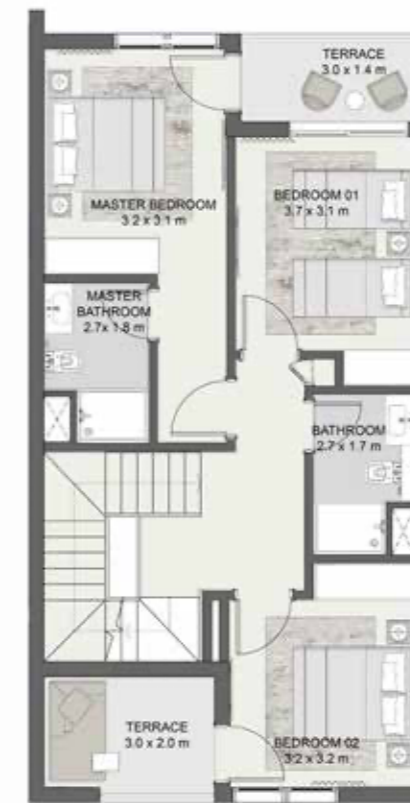 TERRACE
3.0 x 1.4 m
MASTER BEDROOM
3.2 x 3.1 m
BEDROOM 01
3.7 x 3.1 m
MASTER
BATHROOM
2.7 x 1.8 m
BATHROOM
2.7 x 1.7 m
TERRACE
3.0 x 2.0 m
BEDROOM 02
3.2 x 3.2 m